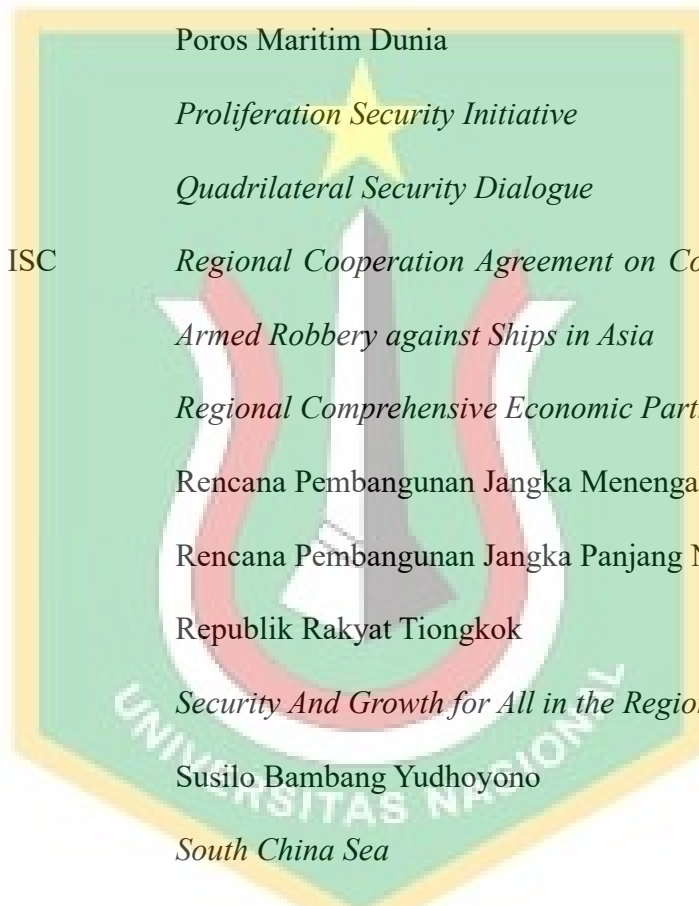 Poros Maritim Dunia
Proliferation Security Initiative
Quadrilateral Security Dialogue
ISC Regional Cooperation Agreement on Co
Armed Robbery against Ships in Asia
Regional Comprehensive Economic Part
Rencana Pembangunan Jangka Menenga
Rencana Pembangunan Jangka Panjang N
Republik Rakyat Tiongkok
Security And Growth for All in the Regio
Susilo Bambang Yudhoyono
South China Sea
UNIVERSITAS NASIONAL